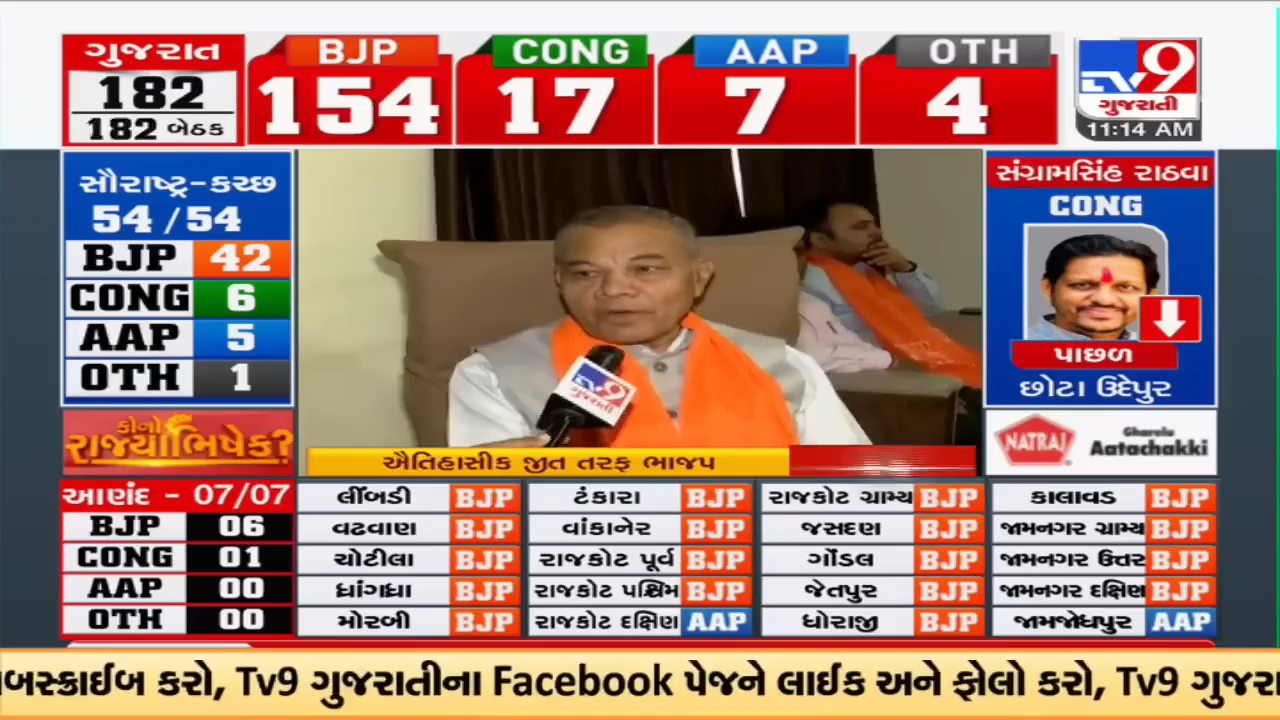 ગુજરાત
182
182 બેઠક
BJP
154
CONG
17
AAP
7
OTH
4
TV9
ગુજરાતી
11:14 AM
સૌરાષ્ટ્ર-કચ્છ
54 / 54
BJP 42
CONG 6
AAP 5
OTH 1
TV9
ગુજરાતી
સંગ્રામસિંહ રાઠવા
CONG
પાછળ
છોટા ઉદેપુર
કોનો
રાજ્યાભિષેક?
ઐતિહાસીક જીત તરફ ભાજપ
NATRAJ
Gharelu
Aatachakki
આણંદ - 07/07
BJP 06
CONG 01
AAP 00
OTH 00
લીંબડી BJP ટંકારા BJP રાજકોટ ગ્રામ્ય BJP કાલાવડ BJP
વઢવાણ BJP વાંકાનેર BJP જસદણ BJP જામનગર ગ્રામ્ય BJP
ચોટીલા BJP રાજકોટ પૂર્વ BJP ગોંડલ BJP જામનગર ઉત્તર BJP
ધાંગધા BJP રાજકોટ પશ્ચિમ BJP જેતપુર BJP જામનગર દક્ષિણ BJP
મોરબી BJP રાજકોટ દક્ષિણ AAP ધોરાજી BJP જામજોધપુર AAP
બસ્ક્રાઈબ કરો, Tv9 ગુજરાતીના Facebook પેજને લાઈક અને ફોલો કરો, Tv9 ગુજરા